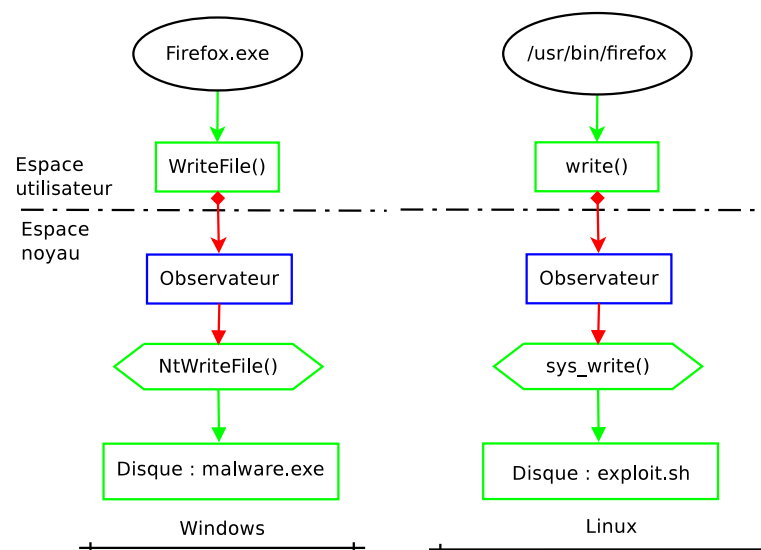 Firefox.exe
/usr/bin/firefox
WriteFile()
write()
Espace
utilisateur
Espace
noyau
Observateur
Observateur
NtWriteFile()
sys_write()
Disque : malware.exe
Disque : exploit.sh
Windows
Linux